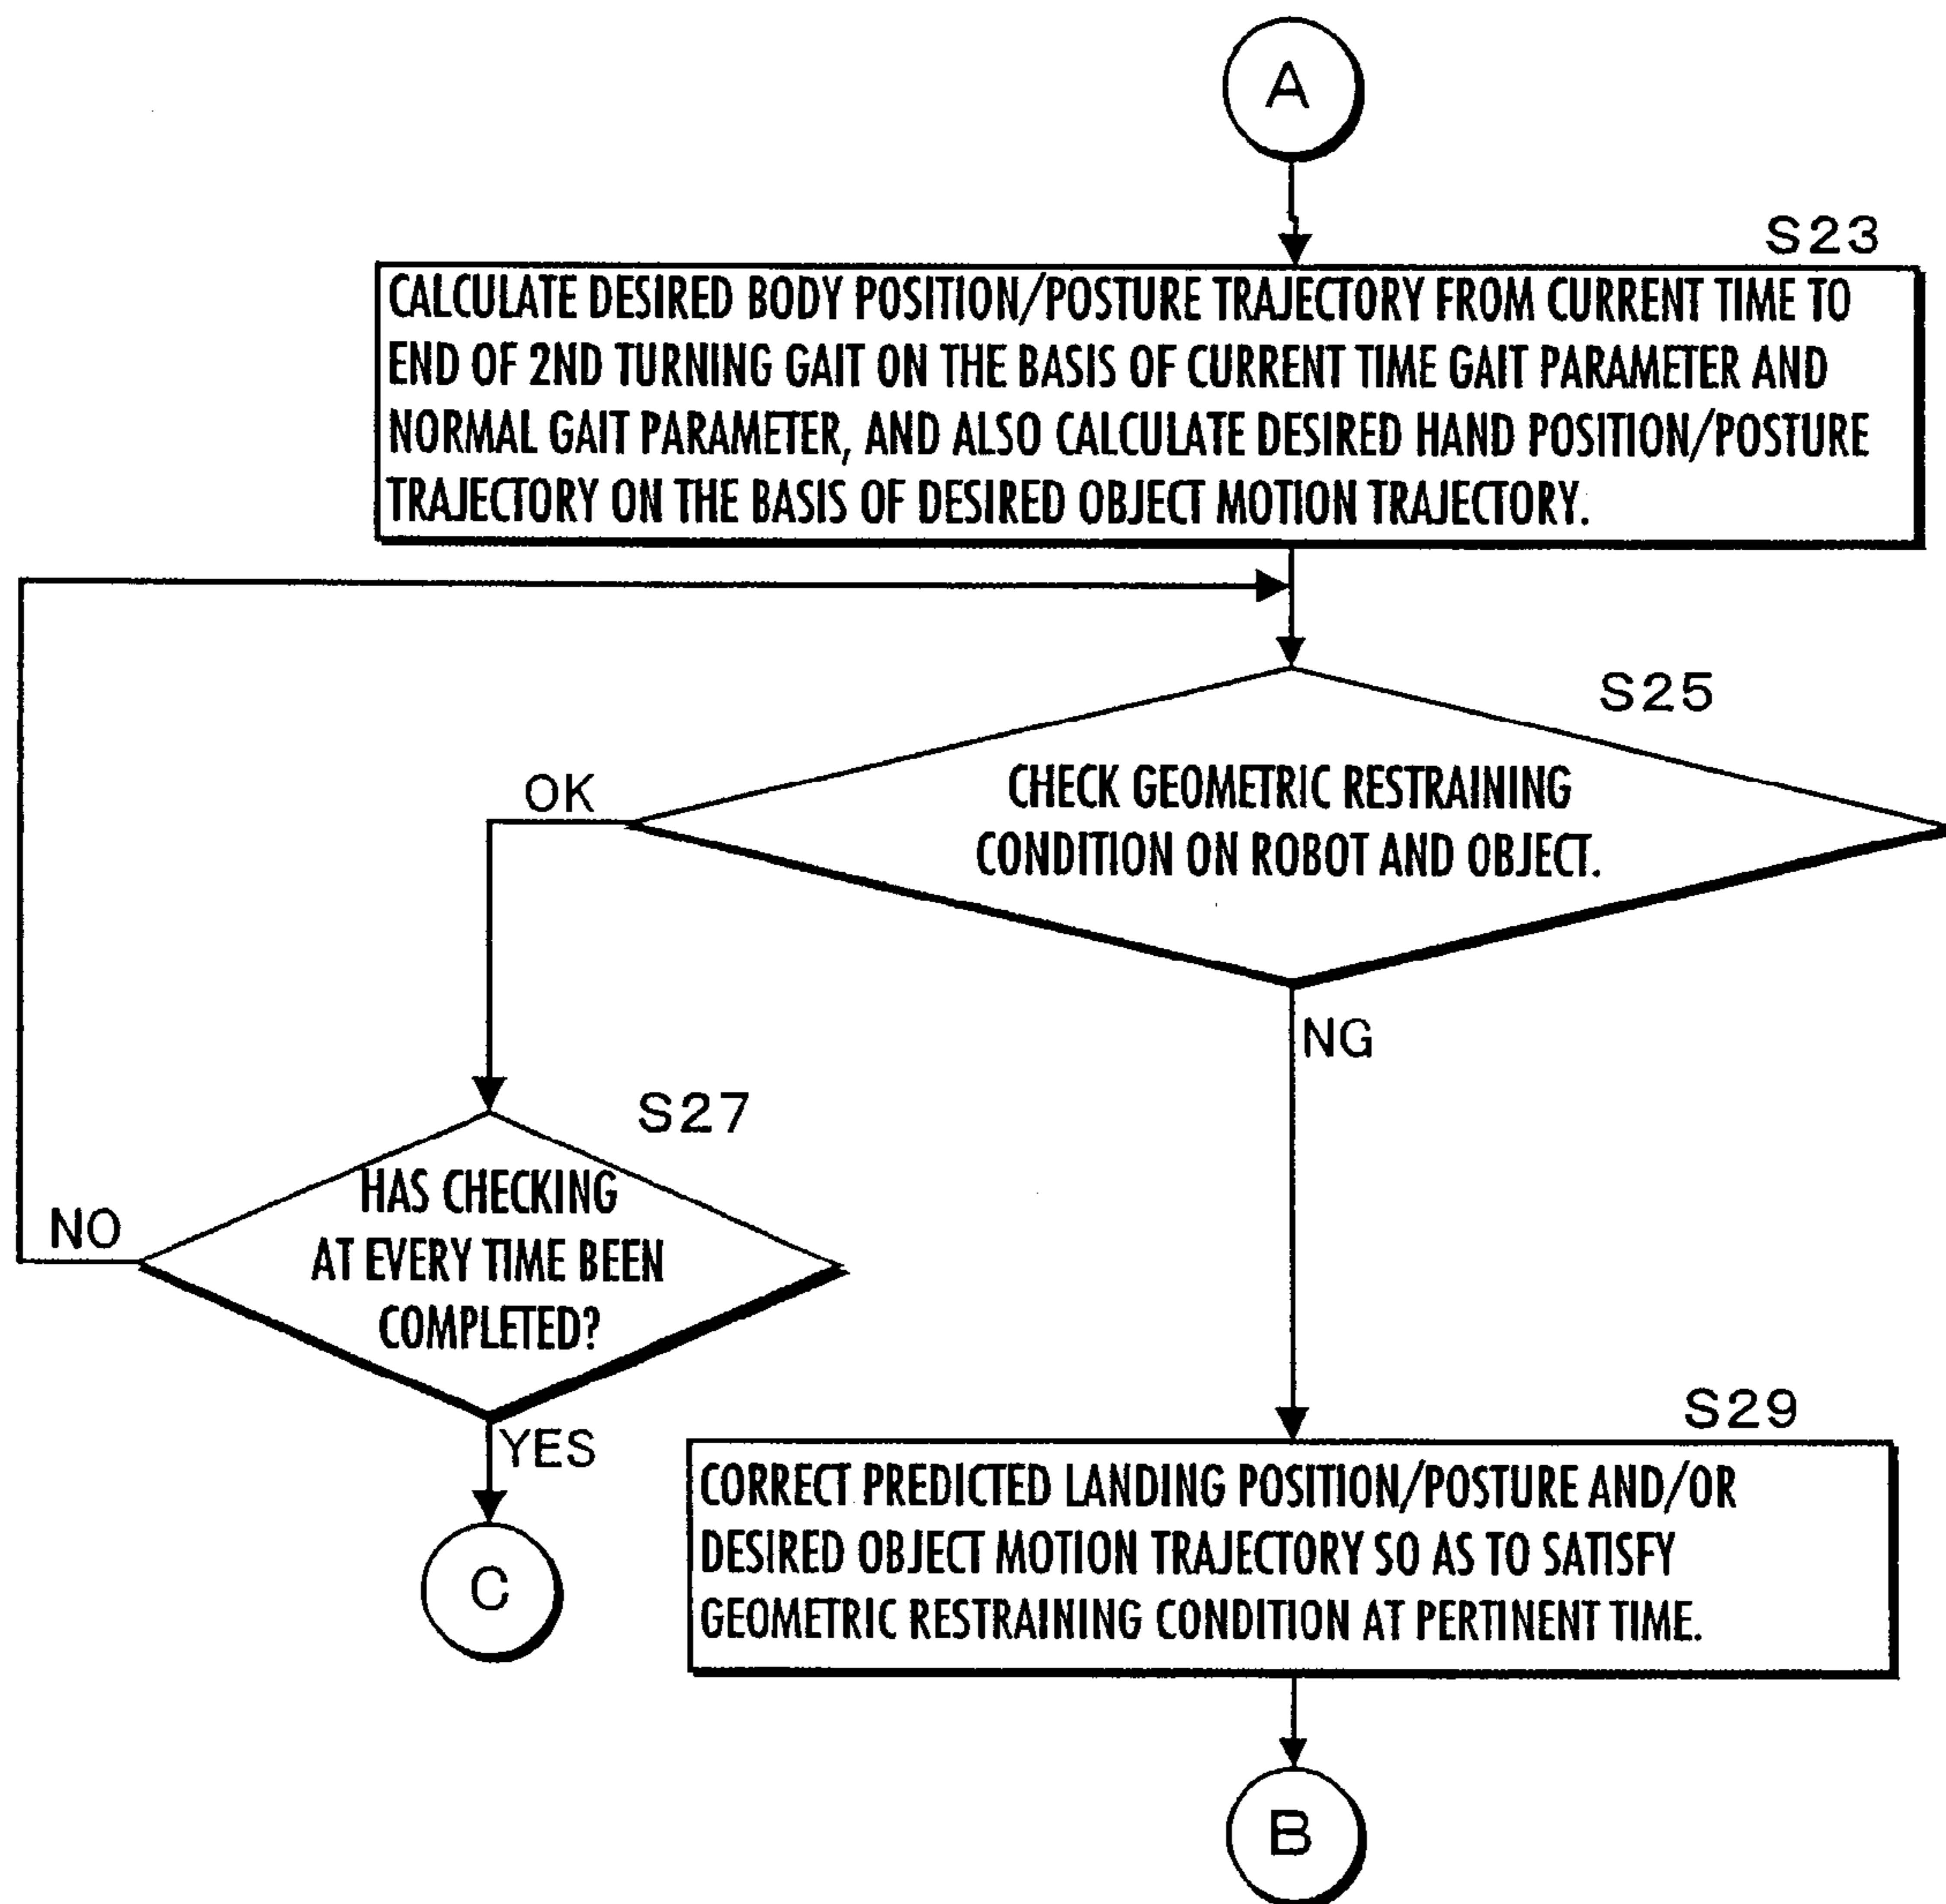 A
S23
CALCULATE DESIRED BODY POSITION/POSTURE TRAJECTORY FROM CURRENT TIME TO
END OF 2ND TURNING GAIT ON THE BASIS OF CURRENT TIME GAIT PARAMETER AND
NORMAL GAIT PARAMETER, AND ALSO CALCULATE DESIRED HAND POSITION/POSTURE
TRAJECTORY ON THE BASIS OF DESIRED OBJECT MOTION TRAJECTORY.
S25
OK
CHECK GEOMETRIC RESTRAINING
CONDITION ON ROBOT AND OBJECT.
NG
S27
HAS CHECKING
AT EVERY TIME BEEN
COMPLETED?
NO
YES
C
S29
CORRECT PREDICTED LANDING POSITION/POSTURE AND/OR
DESIRED OBJECT MOTION TRAJECTORY SO AS TO SATISFY
GEOMETRIC RESTRAINING CONDITION AT PERTINENT TIME.
B